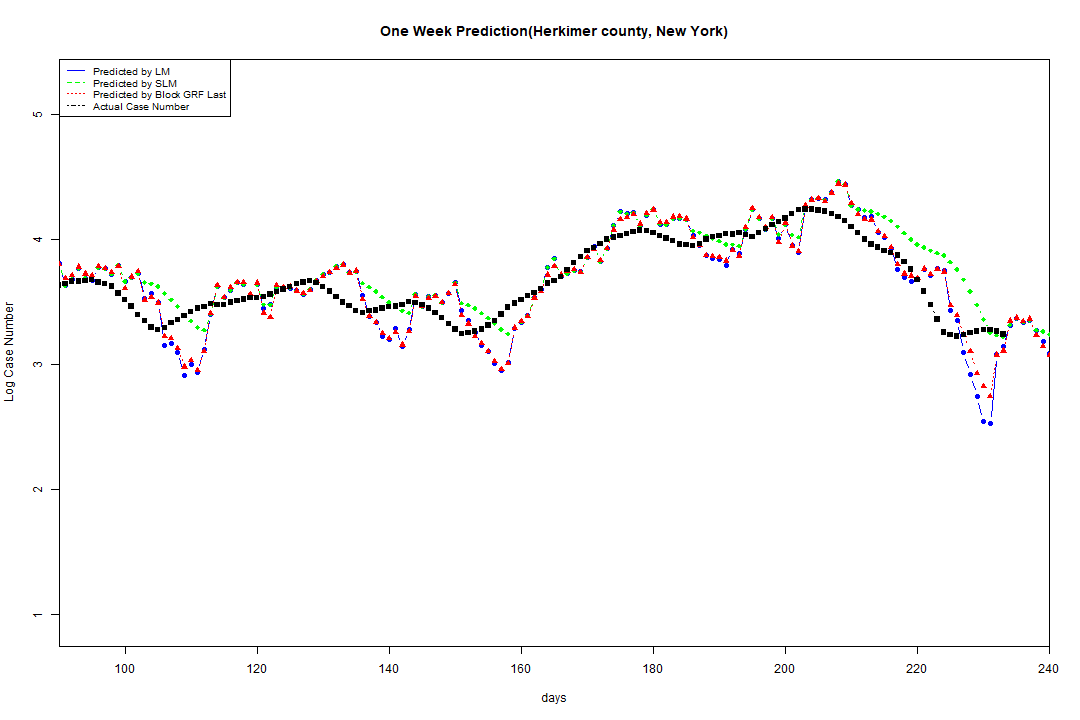 One Week Prediction(Herkimer county, New York)
Predicted by LM
Predicted by SLM
Predicted by Block GRF Last
Actual Case Number
5
4
3
2
1
Log Case Number
100 120 140 160 180 200 220 240
days